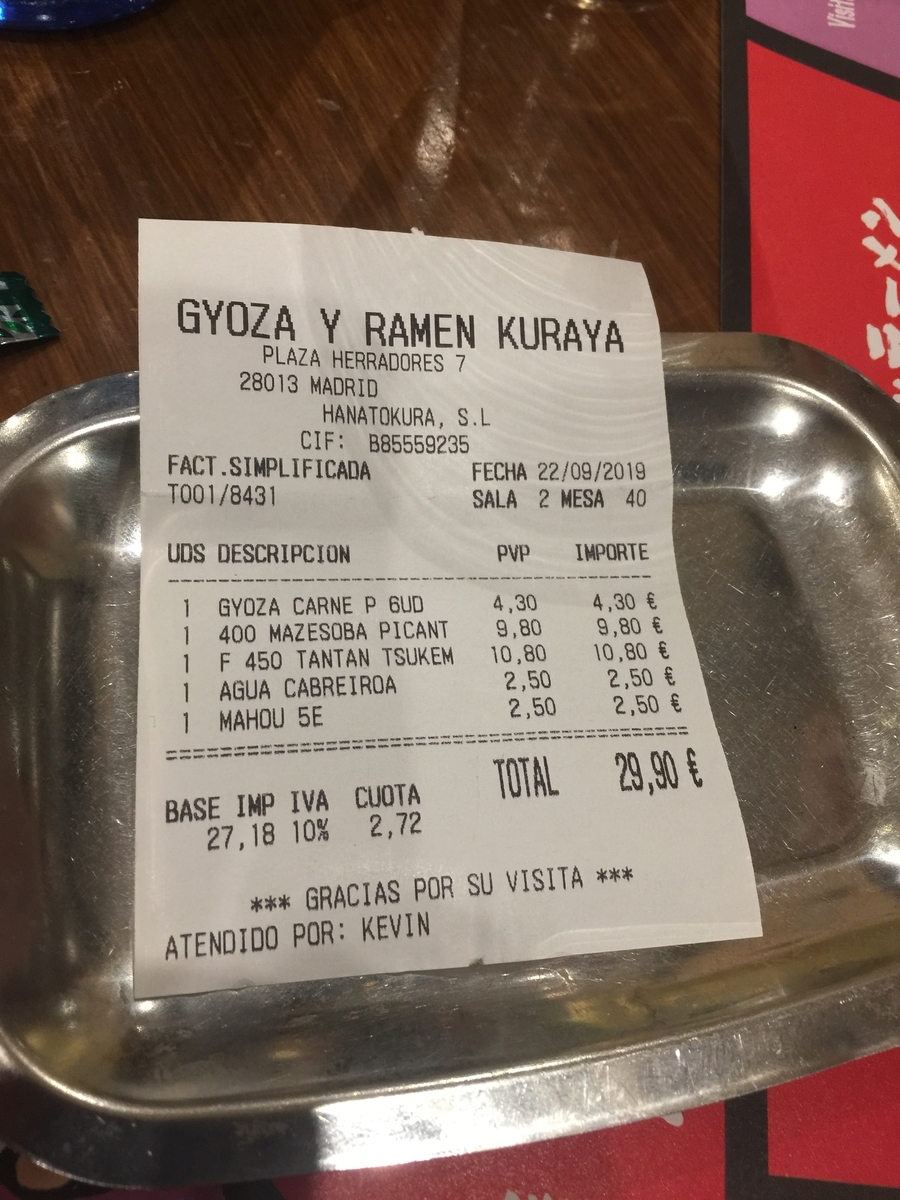 GYOZA Y RAMEN KURAYA
PLAZA HERRADORES 7
28013 MADRID
HANATOKURA, S.L
CIF: B85559235
FACT.SIMPLIFICADA FECHA 22/09/2019
T001/8431 SALA 2 MESA 40
UDS DESCRIPCION PVP IMPORTE
1 GYOZA CARNE P 6UD 4,30 4,30 €
1 400 MAZESOBA PICANT 9,80 9,80 €
1 F 450 TANTAN TSUKEM 10,80 10,80 €
1 AGUA CABREIROA 2,50 2,50 €
1 MAHOU 5E 2,50 2,50 €
TOTAL 29,90 €
BASE IMP IVA CUOTA
27,18 10% 2,72
*** GRACIAS POR SU VISITA ***
ATENDIDO POR: KEVIN